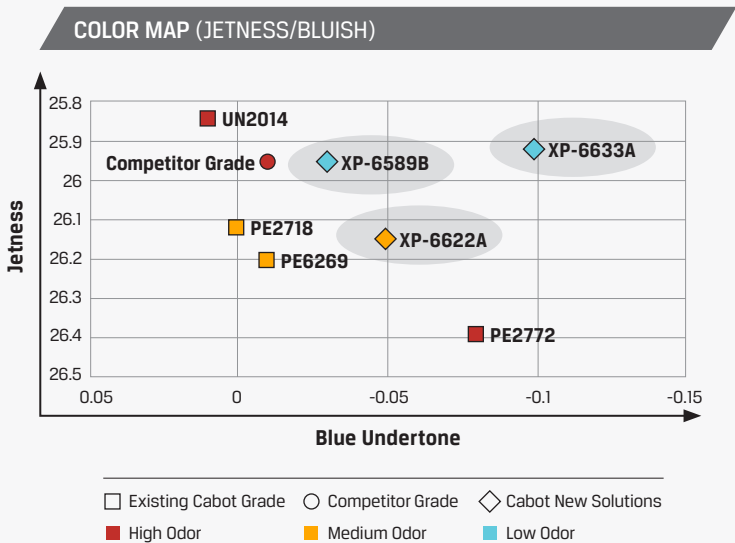 COLOR MAP (JETNESS/BLUISH)
Jetness
25.8
25.9
26
26.1
26.2
26.3
26.4
26.5
UN2014
Competitor Grade
XP-6589B
XP-6633A
PE2718
XP-6622A
PE6269
PE2772
0.05 0 -0.05 -0.1 -0.15
Blue Undertone
Existing Cabot Grade Competitor Grade Cabot New Solutions
High Odor Medium Odor Low Odor